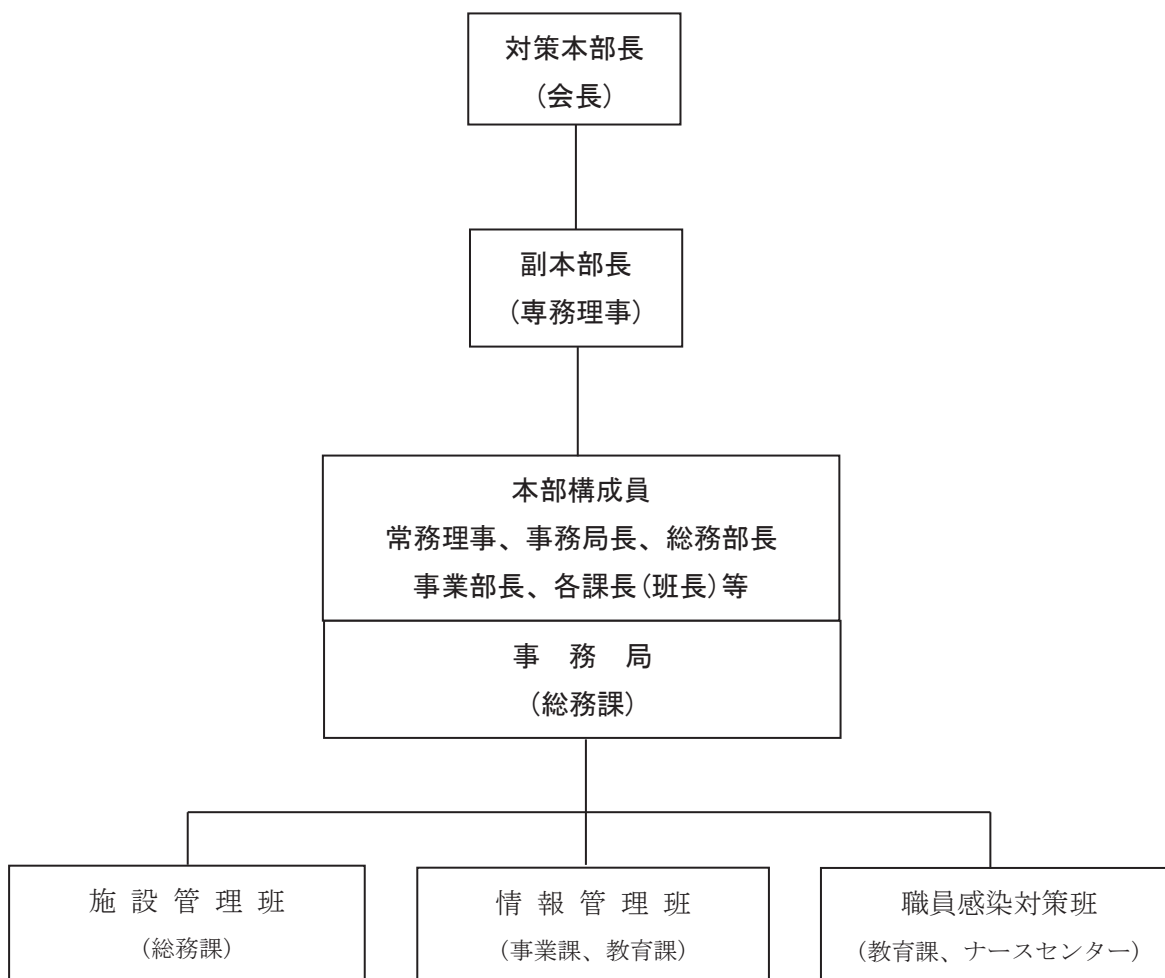 対策本部長
(会長)
副本部長
(専務理事)
本部構成員
常務理事、事務局長、総務部長
事業部長、各課長(班長)等
事　務　局
(総務課)
施 設 管 理 班
(総務課)
情 報 管 理 班
(事業課、教育課)
職員感染対策班
(教育課、ナースセンター)